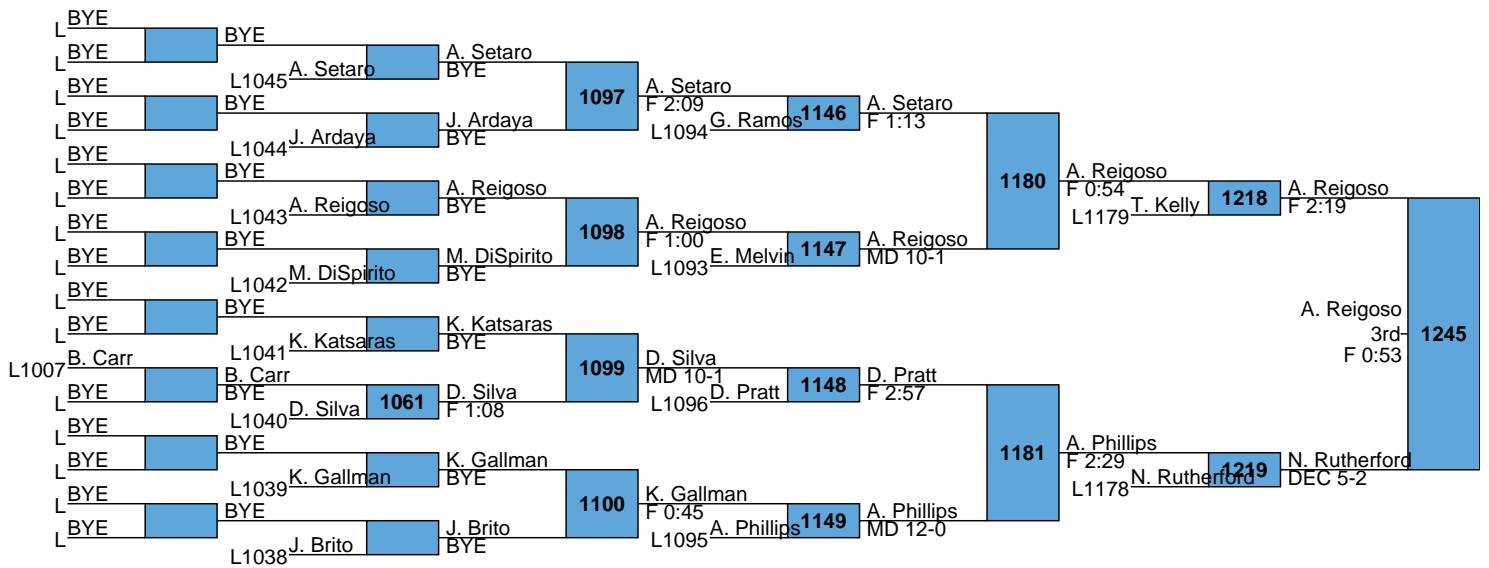 BYE
L
BYE
L
BYE
L1045 A. Setaro
A. Setaro
BYE
BYE
L
BYE
L
BYE
L1044 J. Ardaya
J. Ardaya
BYE
1097
A. Setaro
F 2:09
L1094 G. Ramos
1146
A. Setaro
F 1:13
BYE
L
BYE
L
BYE
L1043 A. Reigoso
A. Reigoso
BYE
BYE
L
BYE
L
BYE
L1042 M. DiSpirito
M. DiSpirito
BYE
1098
A. Reigoso
F 1:00
L1093 E. Melvin
1147
A. Reigoso
MD 10-1
1180
A. Reigoso
F 0:54
L1179 T. Kelly
1218
A. Reigoso
F 2:19
BYE
L
BYE
L
BYE
L1041 K. Katsaras
K. Katsaras
BYE
L1007 B. Carr
BYE
L
B. Carr
BYE
L1040 D. Silva
1061
D. Silva
F 1:08
1099
D. Silva
MD 10-1
L1096 D. Pratt
1148
D. Pratt
F 2:57
BYE
L
BYE
L
BYE
L1039 K. Gallman
K. Gallman
BYE
BYE
L
BYE
L
BYE
L1038 J. Brito
J. Brito
BYE
1100
K. Gallman
F 0:45
L1095 A. Phillips
1149
A. Phillips
MD 12-0
1181
A. Phillips
F 2:29
L1178 N. Rutherford
1219
N. Rutherford
DEC 5-2
A. Reigoso
3rd
F 0:53
1245